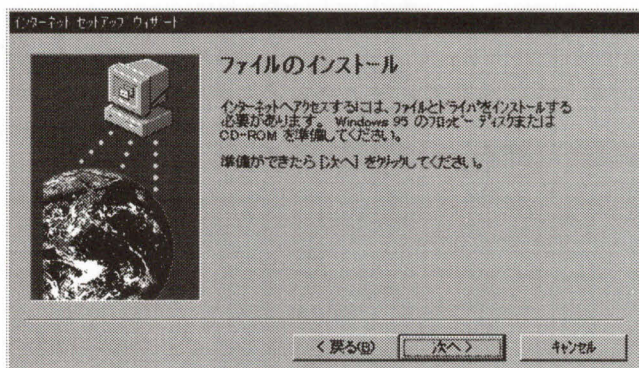 インターネット セットアップ ウィザード
ファイルのインストール
インターネットへアクセスするには、ファイルとドライバをインストールする
必要があります。 Windows 95 のフロッピー ディスクまたは
CD-ROM を準備してください。
準備ができたら [次へ] をクリックしてください。
< 戻る(B)
次へ >
キャンセル